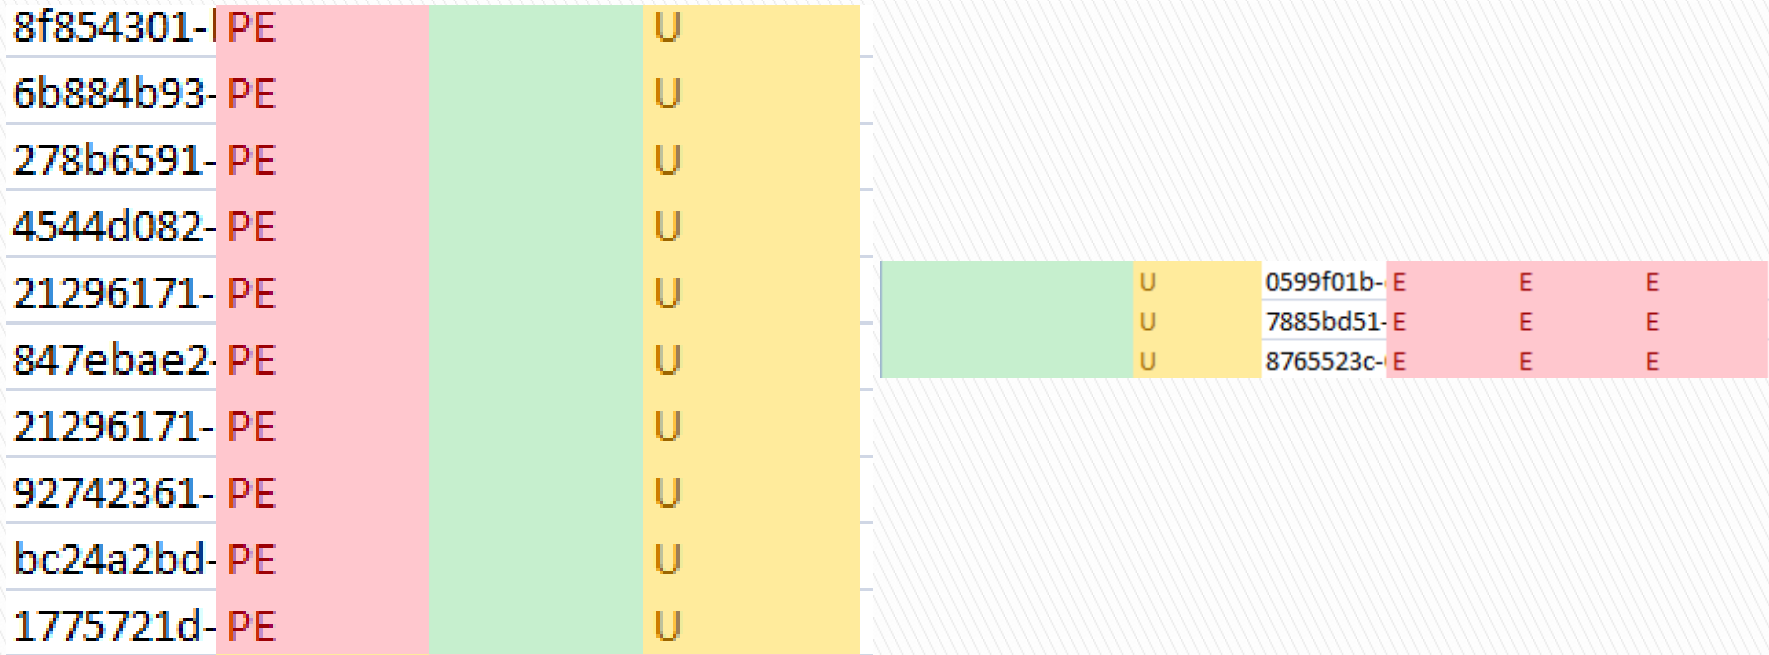 8f854301- PE U
6b884b93- PE U
278b6591- PE U
4544d082- PE U
21296171- PE U
847ebae2- PE U
21296171- PE U
92742361- PE U
bc24a2bd- PE U
1775721d- PE U
U 0599f01b- E E E
U 7885bd51- E E E
U 8765523c- E E E